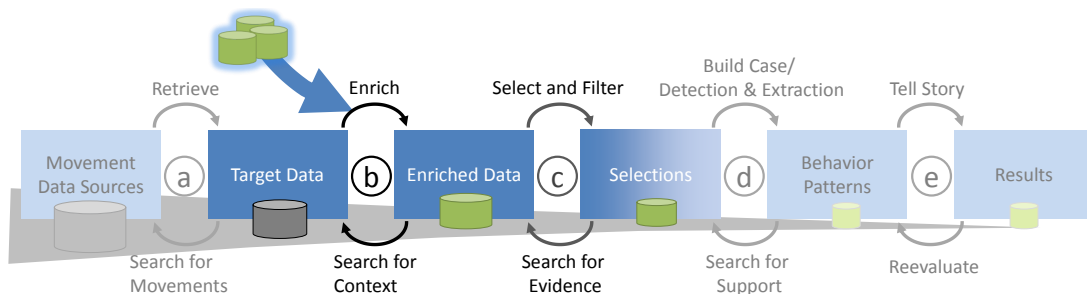 Retrieve
Enrich
Select and Filter
Build Case/
Detection & Extraction
Tell Story
Movement
Data Sources
a
Target Data
b
Enriched Data
c
Selections
d
Behavior
Patterns
e
Results
Search for
Movements
Search for
Context
Search for
Evidence
Search for
Support
Reevaluate